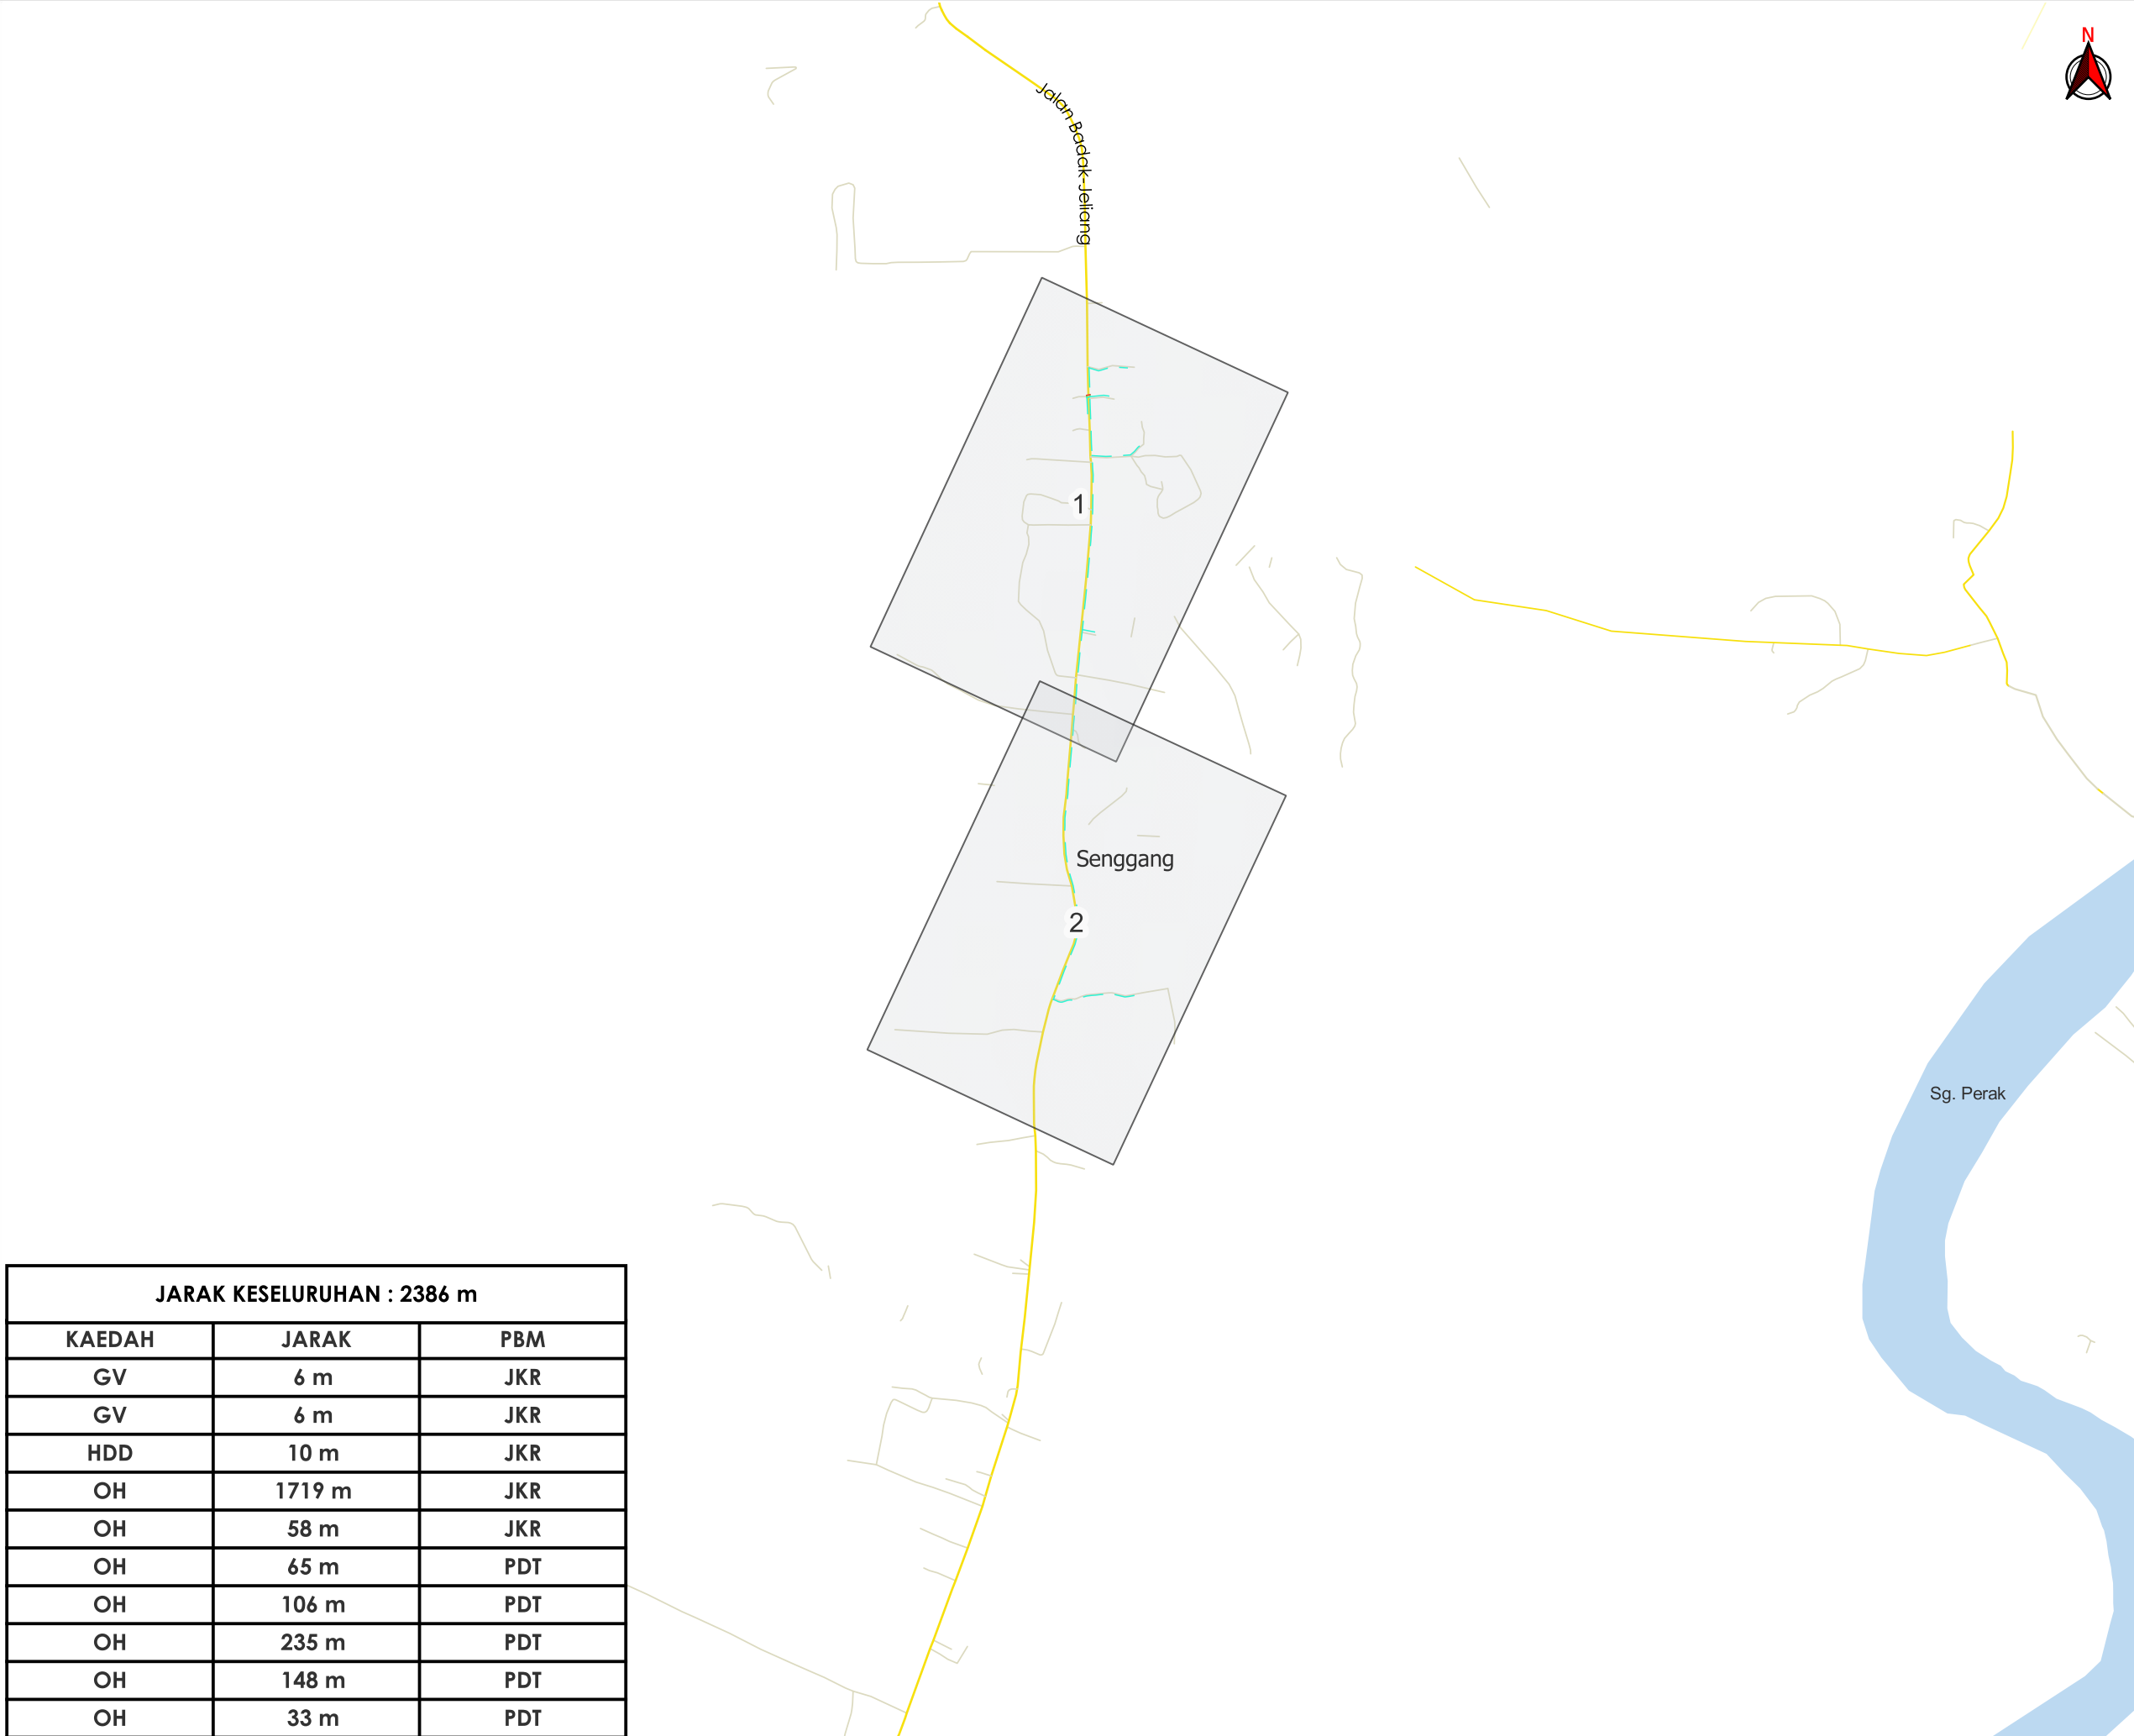 N
Jalan Badak-Jeliang
1
Senggang
2
Sg. Perak
JARAK KESELURUHAN : 2386 m
KAEDAH JARAK PBM
GV 6 m JKR
GV 6 m JKR
HDD 10 m JKR
OH 1719 m JKR
OH 58 m JKR
OH 65 m PDT
OH 106 m PDT
OH 235 m PDT
OH 148 m PDT
OH 33 m PDT